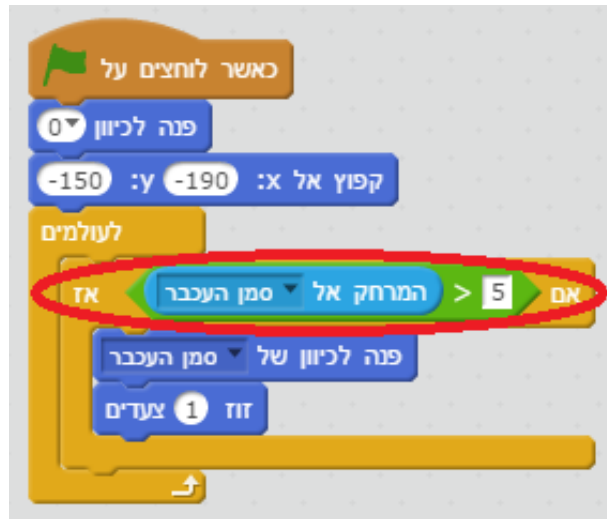 כאשר לוחצים על
פנה לכיוון 0
קפוץ אל x: -190 y: -150
לעולמים
אם 5 > המרחק אל סמן העכבר אז
פנה לכיוון של סמן העכבר
זוז 1 צעדים